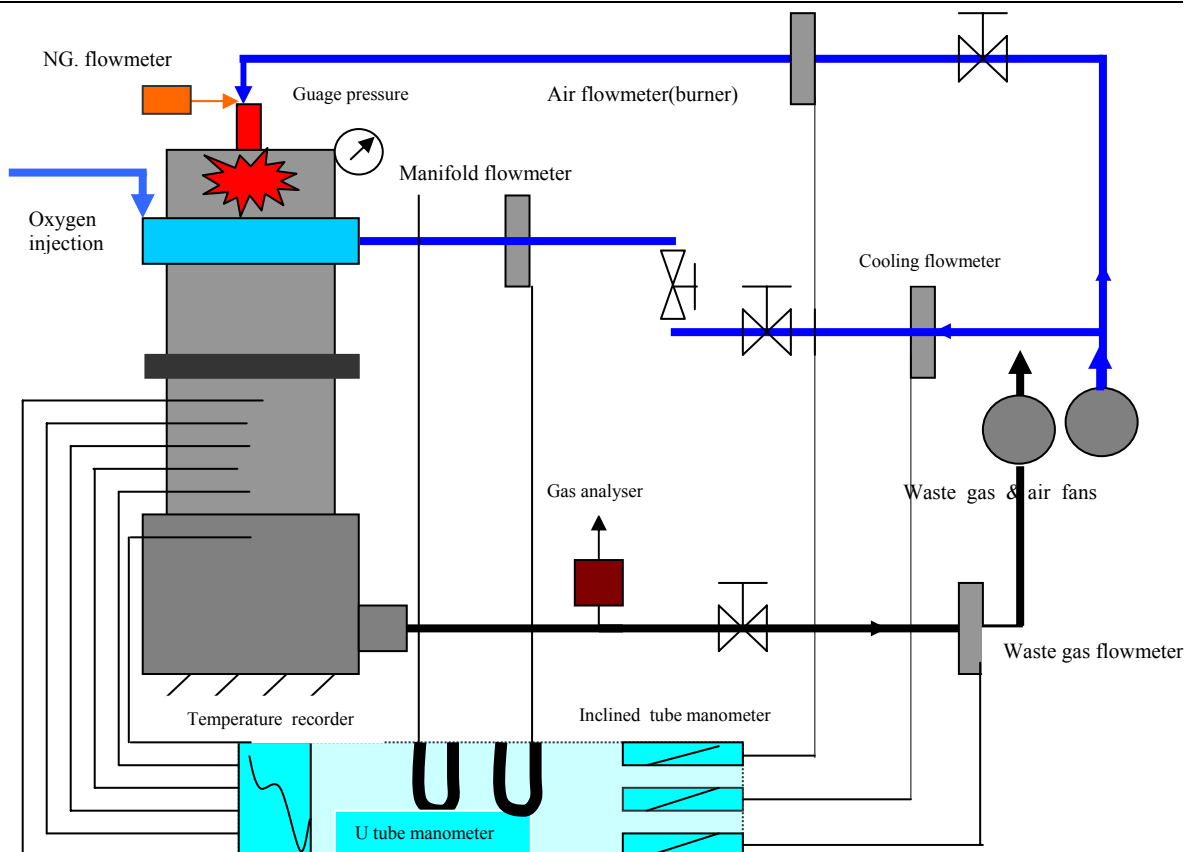 NG. flowmeter
Guage pressure
Air flowmeter(burner)
Manifold flowmeter
Oxygen
injection
Cooling flowmeter
Gas analyser
Waste gas & air fans
Waste gas flowmeter
Temperature recorder
Inclined tube manometer
U tube manometer